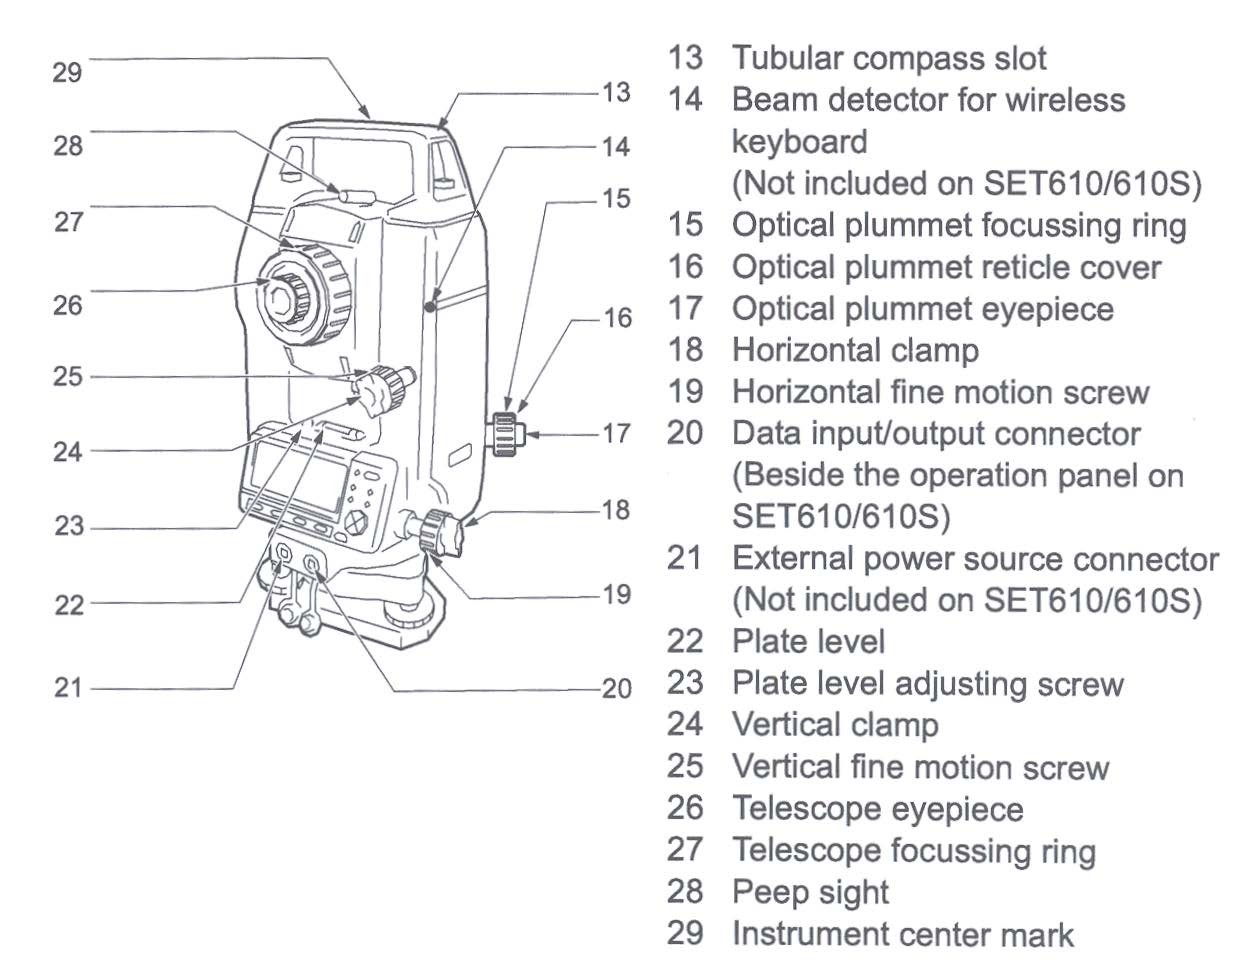 29
13
28
14
15
27
26
16
25
17
24
18
23
19
22
21
20
13 Tubular compass slot
14 Beam detector for wireless
keyboard
(Not included on SET610/610S)
15 Optical plummet focussing ring
16 Optical plummet reticle cover
17 Optical plummet eyepiece
18 Horizontal clamp
19 Horizontal fine motion screw
20 Data input/output connector
(Beside the operation panel on
SET610/610S)
21 External power source connector
(Not included on SET610/610S)
22 Plate level
23 Plate level adjusting screw
24 Vertical clamp
25 Vertical fine motion screw
26 Telescope eyepiece
27 Telescope focussing ring
28 Peep sight
29 Instrument center mark